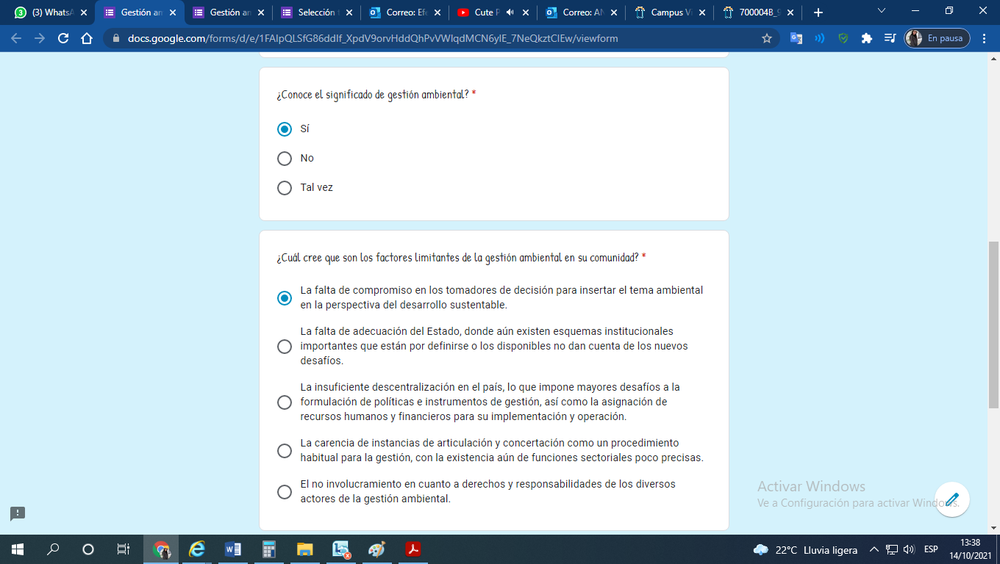 (3) WhatsA
Gestión an
Gestión an
Selección
Correo: Efe
Cute P
Correo: AN
Campus Vi
700004B_9
docs.google.com/forms/d/e/1FAIpQLSfG86ddIf_XpdV9orvHddQhPvVWlqdMCN6yIE_7NeQkztCIEw/viewform
En pausa
¿Conoce el significado de gestión ambiental? *
Sí
No
Tal vez
¿Cuál cree que son los factores limitantes de la gestión ambiental en su comunidad? *
La falta de compromiso en los tomadores de decisión para insertar el tema ambiental
en la perspectiva del desarrollo sustentable.
La falta de adecuación del Estado, donde aún existen esquemas institucionales
importantes que están por definirse o los disponibles no dan cuenta de los nuevos
desafíos.
La insuficiente descentralización en el país, lo que impone mayores desafíos a la
formulación de políticas e instrumentos de gestión, así como la asignación de
recursos humanos y financieros para su implementación y operación.
La carencia de instancias de articulación y concertación como un procedimiento
habitual para la gestión, con la existencia aún de funciones sectoriales poco precisas.
El no involucramiento en cuanto a derechos y responsabilidades de los diversos
actores de la gestión ambiental.
Activar Windows
Ve a Configuración para activar Windows.
22°C Lluvia ligera
ESP
13:38
14/10/2021